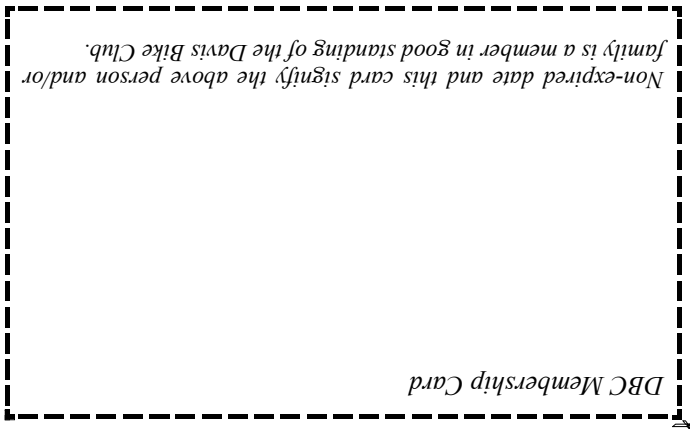 DBC Membership Card
Non-expired date and this card signify the above person and/or
family is a member in good standing of the Davis Bike Club.